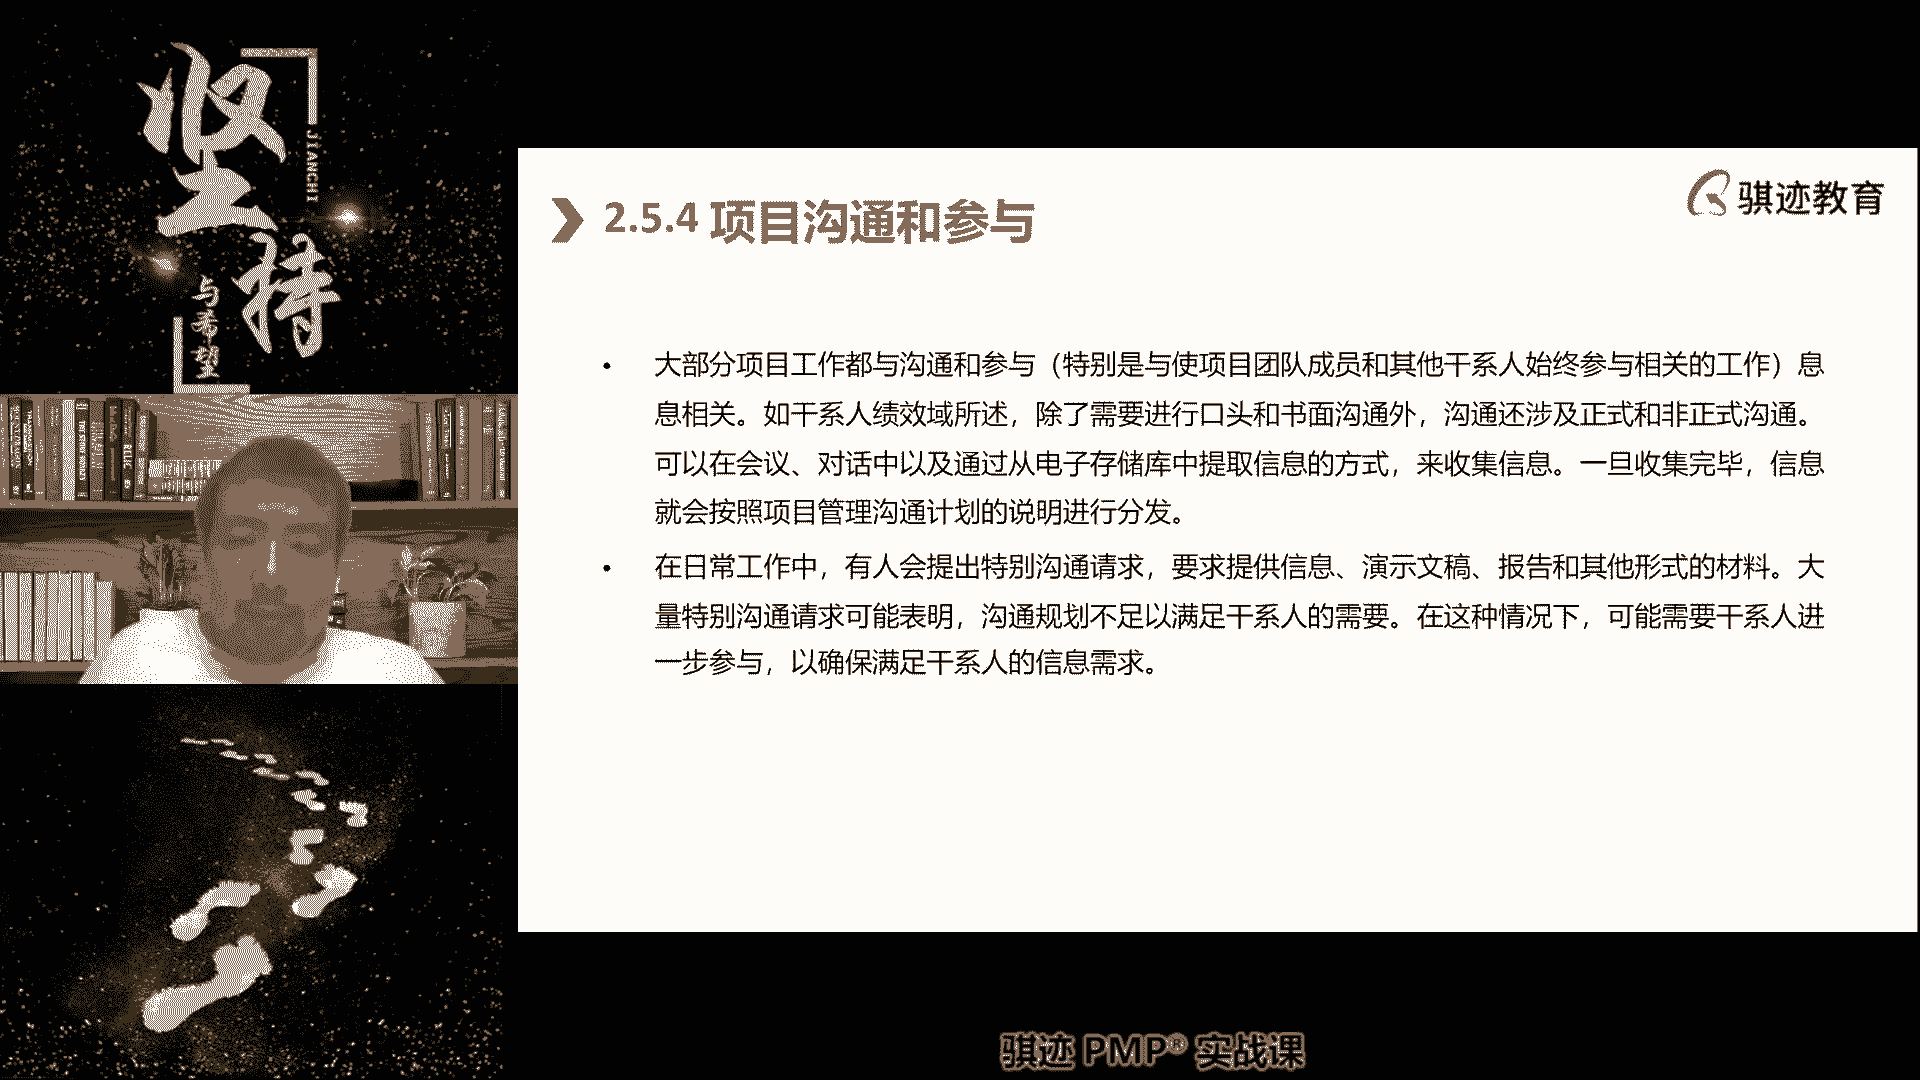 坚持
JIANCHI
与希望
骐迹教育
2.5.4 项目沟通和参与
• 大部分项目工作都与沟通和参与（特别是与使项目团队成员和其他干系人始终参与相关的工作）息
息相关。如干系人绩效域所述，除了需要进行口头和书面沟通外，沟通还涉及正式和非正式沟通。
可以在会议、对话中以及通过从电子存储库中提取信息的方式，来收集信息。一旦收集完毕，信息
就会按照项目管理沟通计划的说明进行分发。
• 在日常工作中，有人会提出特别沟通请求，要求提供信息、演示文稿、报告和其他形式的材料。大
量特别沟通请求可能表明，沟通规划不足以满足干系人的需要。在这种情况下，可能需要干系人进
一步参与，以确保满足干系人的信息需求。
骐迹 PMP® 实战课